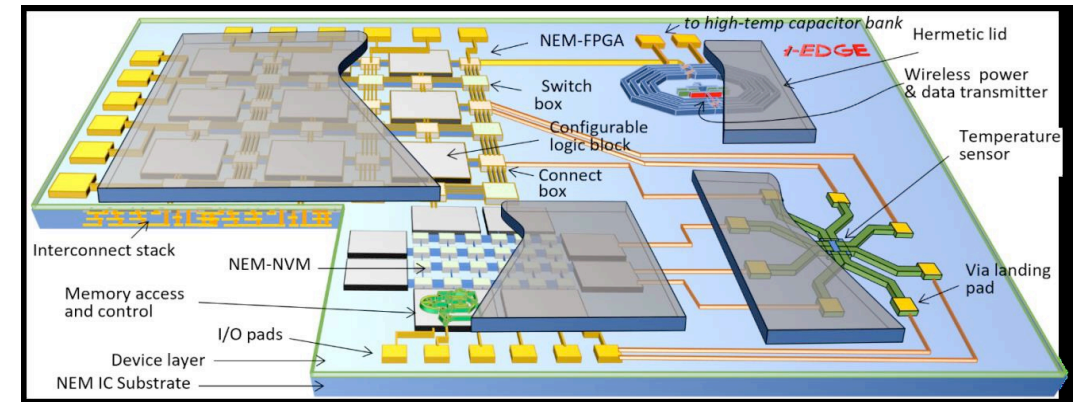 to high-temp capacitor bank
NEM-FPGA
Hermetic lid
i-EDGE
Wireless power
& data transmitter
Switch
box
Configurable
logic block
Temperature
sensor
Connect
box
Interconnect stack
NEM-NVM
Via landing
pad
Memory access
and control
I/O pads
Device layer
NEM IC Substrate